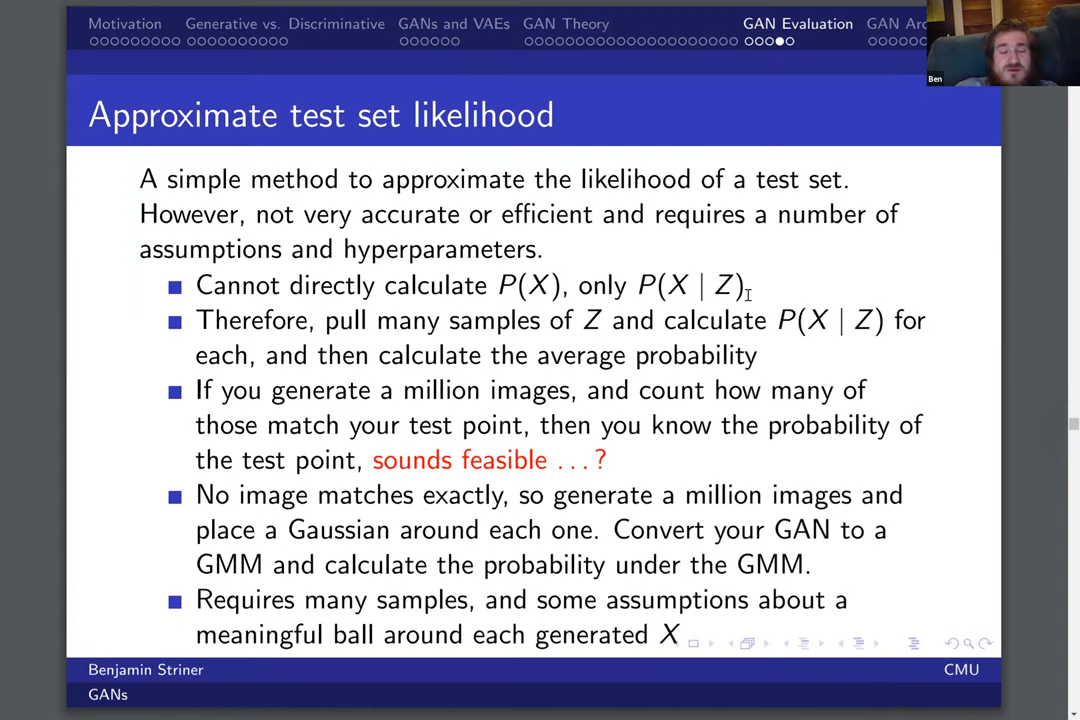 Motivation Generative vs. Discriminative GANs and VAEs GAN Theory GAN Evaluation GAN
Ben
Approximate test set likelihood
A simple method to approximate the likelihood of a test set.
However, not very accurate or efficient and requires a number of
assumptions and hyperparameters.
Cannot directly calculate P(X), only P(X | Z)
Therefore, pull many samples of Z and calculate P(X | Z) for
each, and then calculate the average probability
If you generate a million images, and count how many of
those match your test point, then you know the probability of
the test point, sounds feasible . . . ?
No image matches exactly, so generate a million images and
place a Gaussian around each one. Convert your GAN to a
GMM and calculate the probability under the GMM.
Requires many samples, and some assumptions about a
meaningful ball around each generated X
Benjamin Striner CMU
GANs